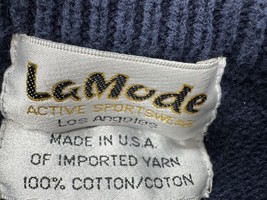 LaMode
ACTIVE SPORTSWEAR
Los Angeles
MADE IN U.S.A.
OF IMPORTED YARN
100% COTTON/COTON